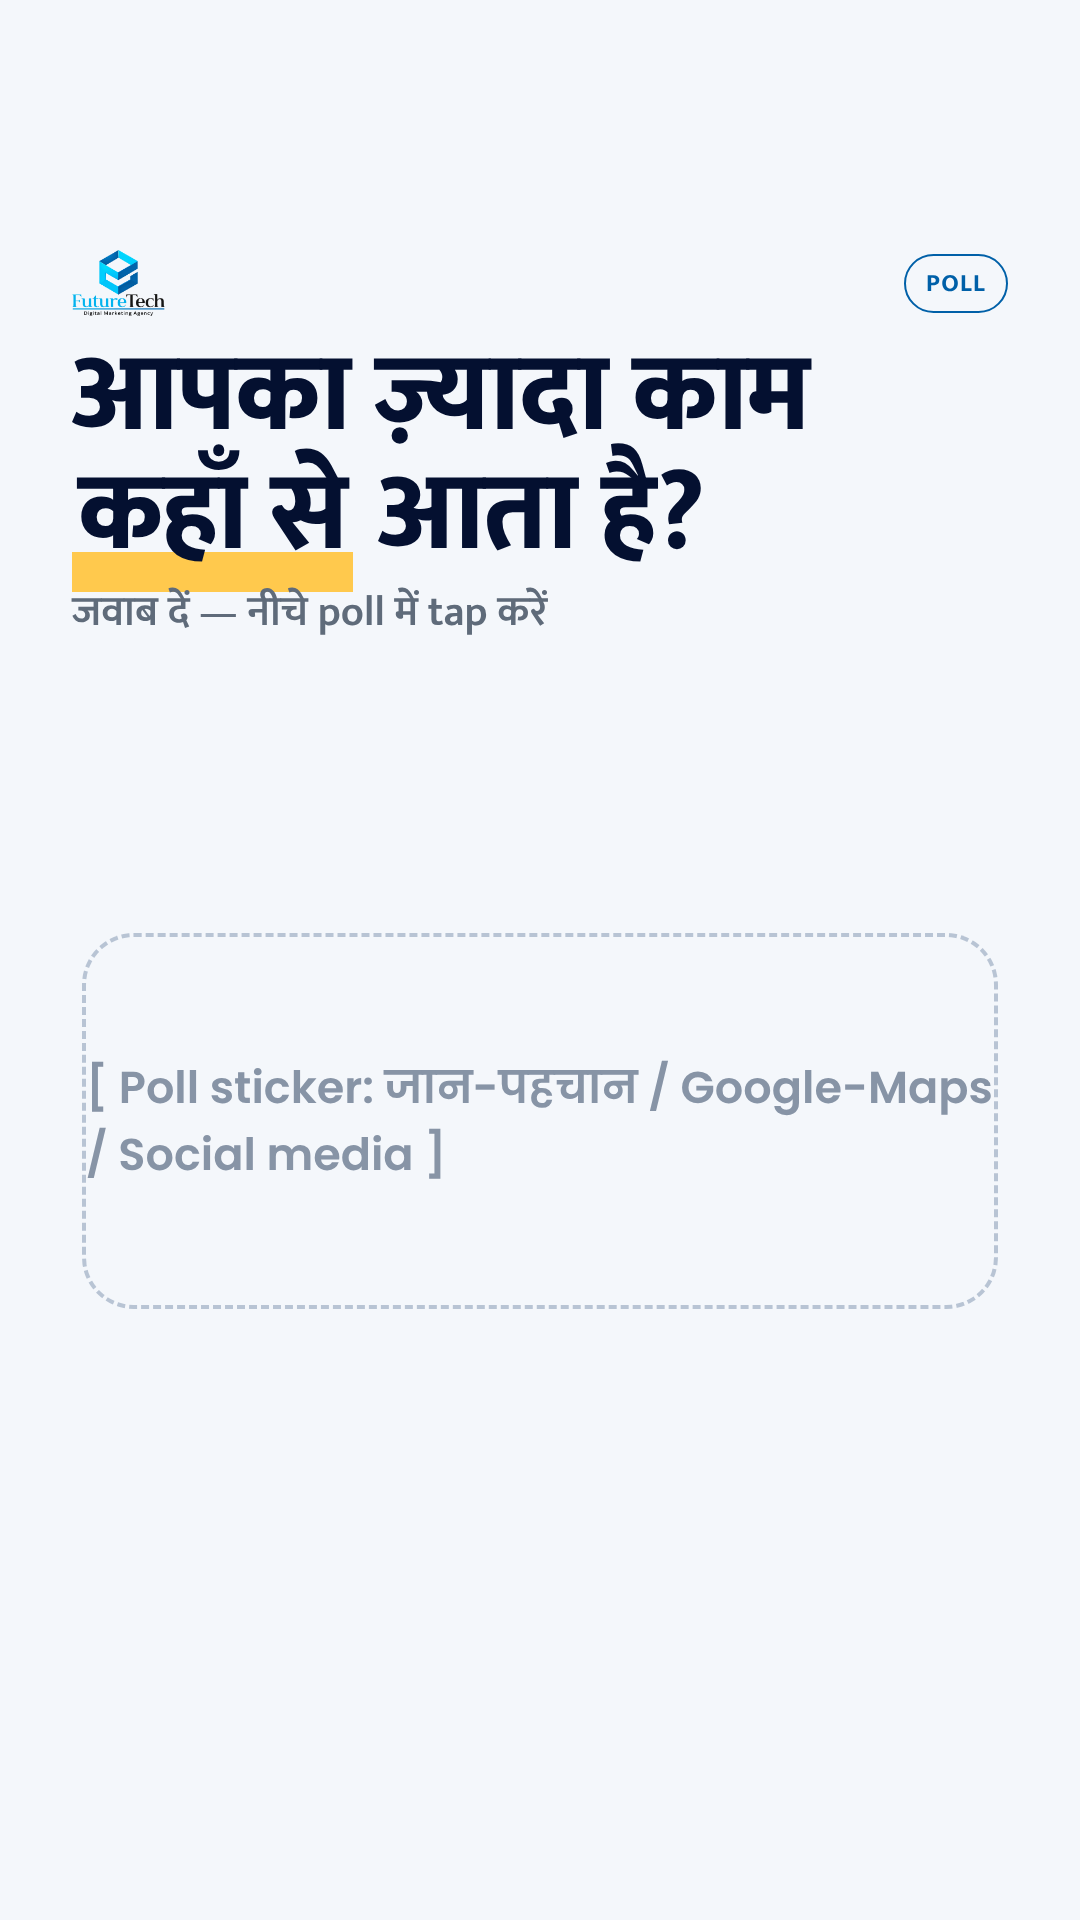 FutureTech
Digital Marketing Agency
POLL
आपका ज़्यादा काम
कहाँ से आता है?
जवाब दें — नीचे poll में tap करें
[ Poll sticker: जान-पहचान / Google-Maps
/ Social media ]